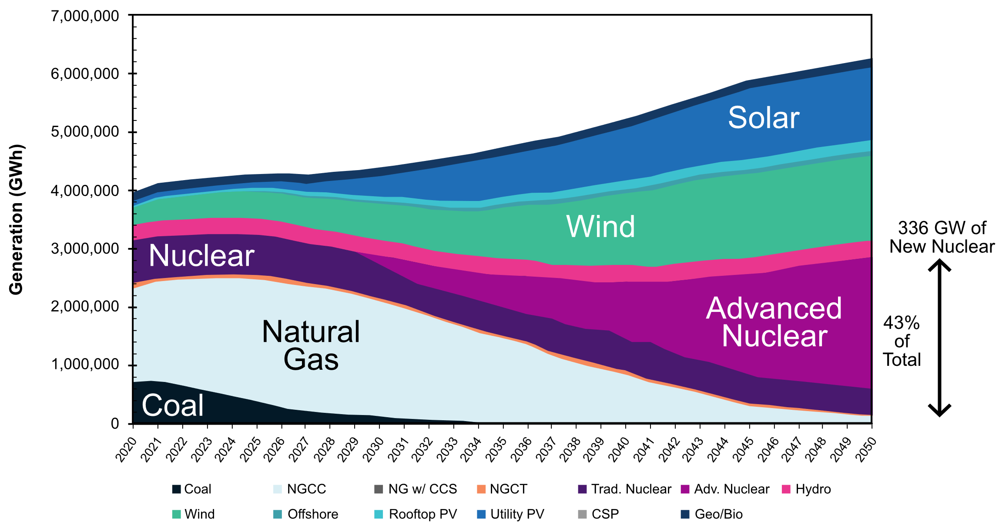 7,000,000
6,000,000
5,000,000
4,000,000
3,000,000
2,000,000
1,000,000
0
Generation (GWh)
Solar
Wind
Nuclear
Advanced
Nuclear
Natural
Gas
Coal
336 GW of
New Nuclear
43%
of
Total
2020 2021 2022 2023 2024 2025 2026 2027 2028 2029 2030 2031 2032 2033 2034 2035 2036 2037 2038 2039 2040 2041 2042 2043 2044 2045 2046 2047 2048 2049 2050
Coal NGCC NG w/ CCS NGCT Trad. Nuclear Adv. Nuclear Hydro
Wind Offshore Rooftop PV Utility PV CSP Geo/Bio